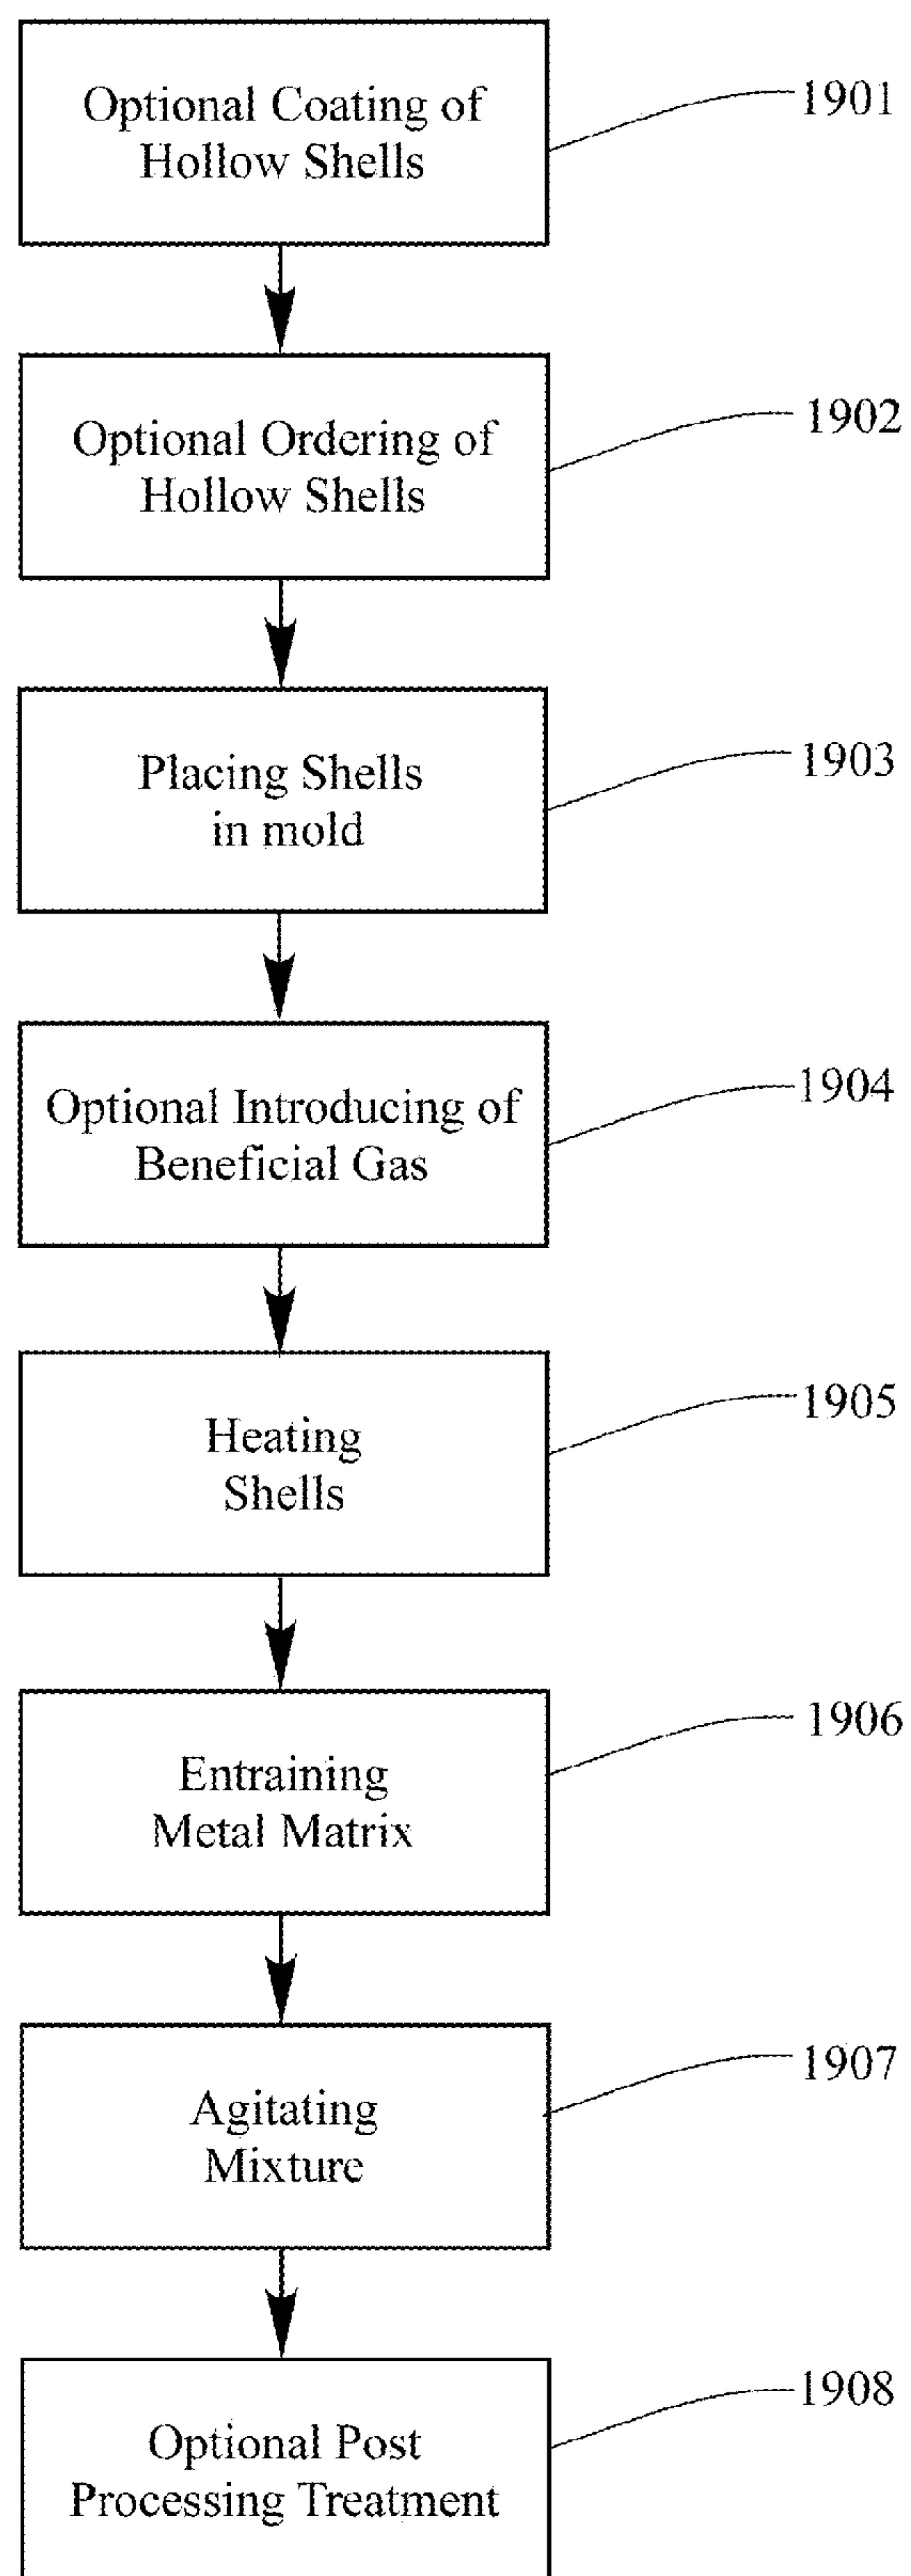 Optional Coating of
Hollow Shells
1901
Optional Ordering of
Hollow Shells
1902
Placing Shells
in mold
1903
Optional Introducing of
Beneficial Gas
1904
Heating
Shells
1905
Entraining
Metal Matrix
1906
Agitating
Mixture
1907
Optional Post
Processing Treatment
1908